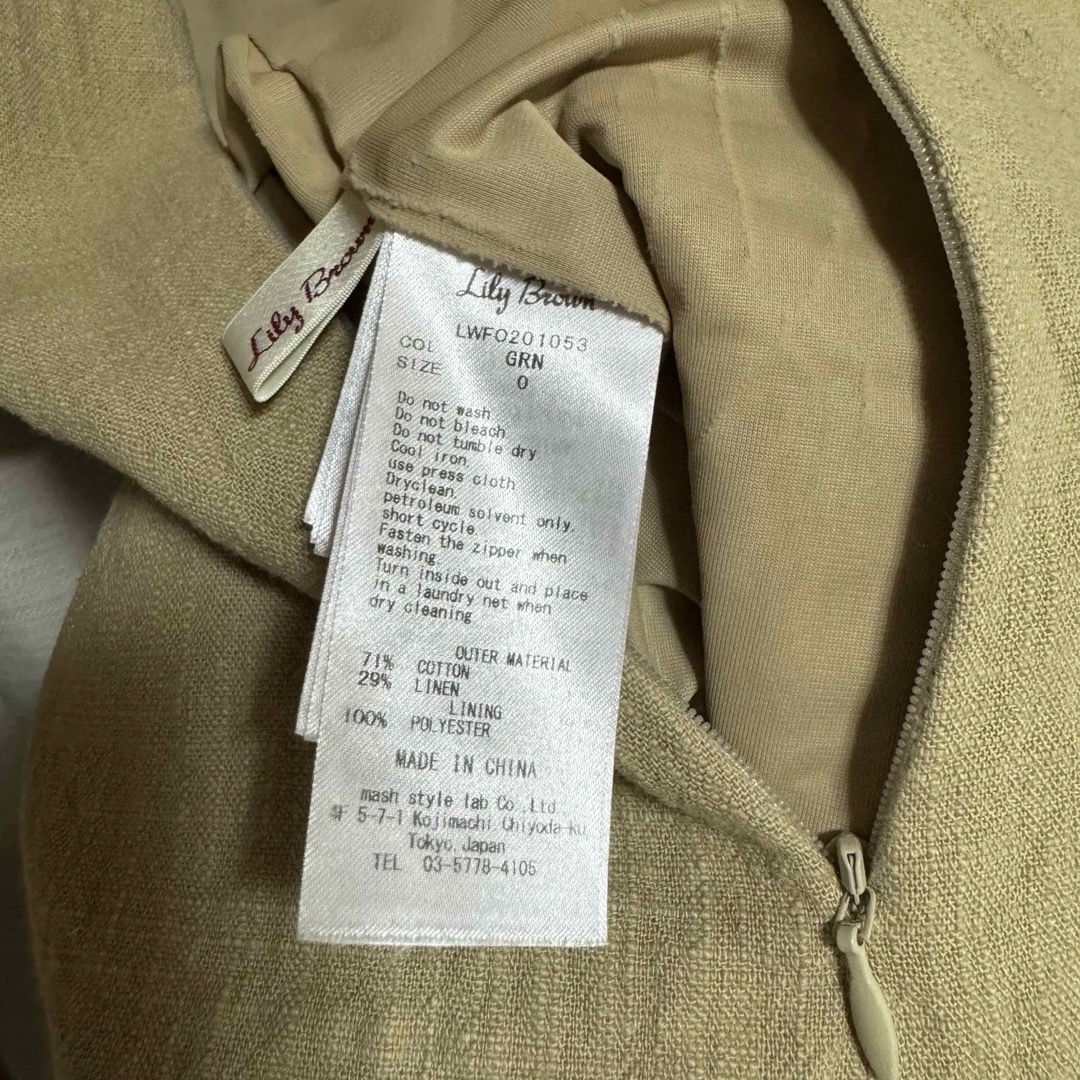 Lily Brown
Lily Brown
LWFO201053
COL GRN
SIZE 0
Do not wash
Do not bleach
Do not tumble dry
Cool iron
use press cloth
Dryclean
petroleum solvent only.
short cycle
Fasten the zipper when
washing
Turn inside out and place
in a laundry net when
dry cleaning
OUTER MATERIAL
71% COTTON
29% LINEN
LINING
100% POLYESTER
MADE IN CHINA
mash style lab Co.,Ltd
5-7-1 Kojimachi Chiyoda-ku
Tokyo,Japan
TEL 03-5778-4105